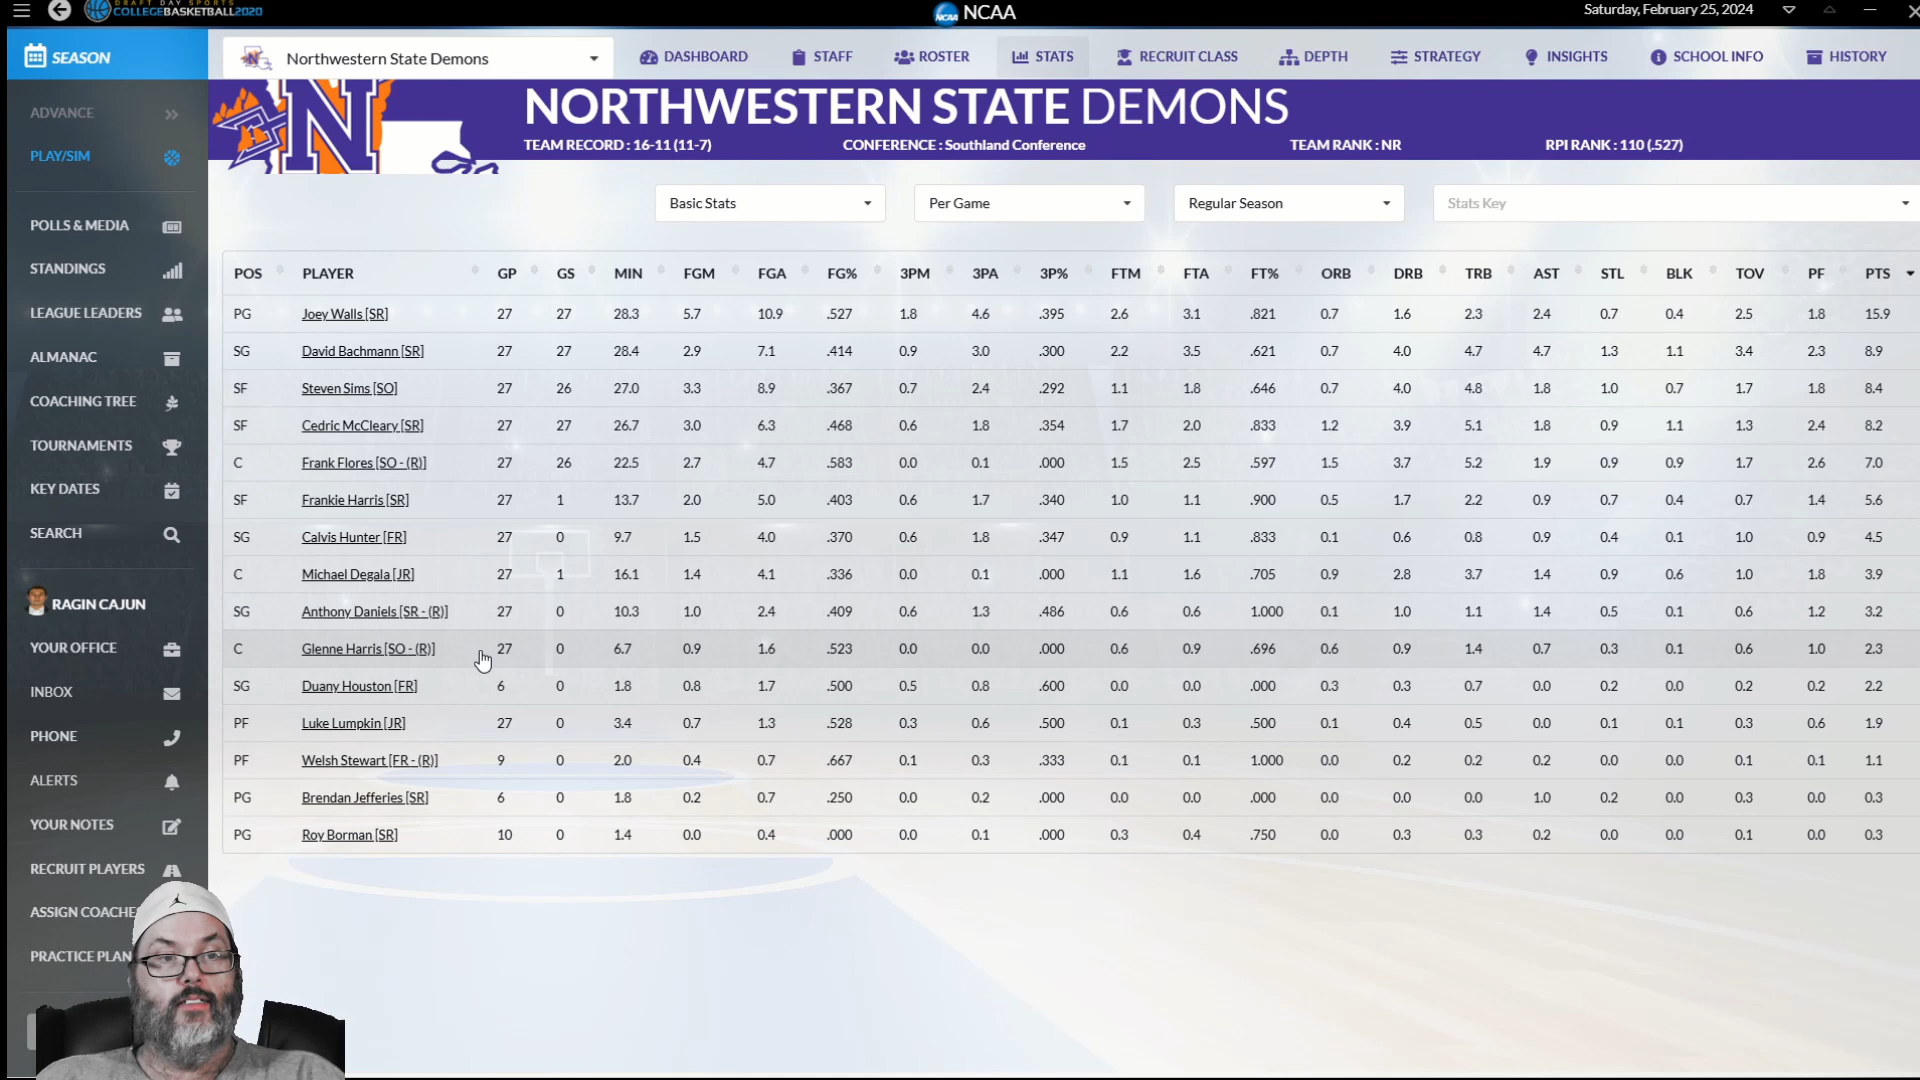 DRAFT DAY SPORTS
COLLEGEBASKETBALL2020
NCAA NCAA
Saturday, February 25, 2024
SEASON
Northwestern State Demons
DASHBOARD STAFF ROSTER STATS RECRUIT CLASS DEPTH STRATEGY INSIGHTS SCHOOL INFO HISTORY
ADVANCE
PLAY/SIM
POLLS & MEDIA
STANDINGS
LEAGUE LEADERS
ALMANAC
COACHING TREE
TOURNAMENTS
KEY DATES
SEARCH
RAGIN CAJUN
YOUR OFFICE
INBOX
PHONE
ALERTS
YOUR NOTES
RECRUIT PLAYERS
ASSIGN COACHES
PRACTICE PLAN
N
NORTHWESTERN STATE DEMONS
TEAM RECORD : 16-11 (11-7) CONFERENCE : Southland Conference TEAM RANK : NR RPI RANK : 110 (.527)
Basic Stats Per Game Regular Season Stats Key
POS PLAYER GP GS MIN FGM FGA FG% 3PM 3PA 3P% FTM FTA FT% ORB DRB TRB AST STL BLK TOV PF PTS
PG Joey Walls [SR] 27 27 28.3 5.7 10.9 .527 1.8 4.6 .395 2.6 3.1 .821 0.7 1.6 2.3 2.4 0.7 0.4 2.5 1.8 15.9
SG David Bachmann [SR] 27 27 28.4 2.9 7.1 .414 0.9 3.0 .300 2.2 3.5 .621 0.7 4.0 4.7 4.7 1.3 1.1 3.4 2.3 8.9
SF Steven Sims [SO] 27 26 27.0 3.3 8.9 .367 0.7 2.4 .292 1.1 1.8 .646 0.7 4.0 4.8 1.8 1.0 0.7 1.7 1.8 8.4
SF Cedric McCleary [SR] 27 27 26.7 3.0 6.3 .468 0.6 1.8 .354 1.7 2.0 .833 1.2 3.9 5.1 1.8 0.9 1.1 1.3 2.4 8.2
C Frank Flores [SO - (R)] 27 26 22.5 2.7 4.7 .583 0.0 0.1 .000 1.5 2.5 .597 1.5 3.7 5.2 1.9 0.9 0.9 1.7 2.6 7.0
SF Frankie Harris [SR] 27 1 13.7 2.0 5.0 .403 0.6 1.7 .340 1.0 1.1 .900 0.5 1.7 2.2 0.9 0.7 0.4 0.7 1.4 5.6
SG Calvis Hunter [FR] 27 0 9.7 1.5 4.0 .370 0.6 1.8 .347 0.9 1.1 .833 0.1 0.6 0.8 0.9 0.4 0.1 1.0 0.9 4.5
C Michael Degala [JR] 27 1 16.1 1.4 4.1 .336 0.0 0.1 .000 1.1 1.6 .705 0.9 2.8 3.7 1.4 0.9 0.6 1.0 1.8 3.9
SG Anthony Daniels [SR - (R)] 27 0 10.3 1.0 2.4 .409 0.6 1.3 .486 0.6 0.6 1.000 0.1 1.0 1.1 1.4 0.5 0.1 0.6 1.2 3.2
C Glenne Harris [SO - (R)] 27 0 6.7 0.9 1.6 .523 0.0 0.0 .000 0.6 0.9 .696 0.6 0.9 1.4 0.7 0.3 0.1 0.6 1.0 2.3
SG Duany Houston [FR] 6 0 1.8 0.8 1.7 .500 0.5 0.8 .600 0.0 0.0 .000 0.3 0.3 0.7 0.0 0.2 0.0 0.2 0.2 2.2
PF Luke Lumpkin [JR] 27 0 3.4 0.7 1.3 .528 0.3 0.6 .500 0.1 0.3 .500 0.1 0.4 0.5 0.0 0.1 0.1 0.3 0.6 1.9
PF Welsh Stewart [FR - (R)] 9 0 2.0 0.4 0.7 .667 0.1 0.3 .333 0.1 0.1 1.000 0.0 0.2 0.2 0.2 0.0 0.0 0.1 0.1 1.1
PG Brendan Jefferies [SR] 6 0 1.8 0.2 0.7 .250 0.0 0.2 .000 0.0 0.0 .000 0.0 0.0 0.0 1.0 0.2 0.0 0.3 0.0 0.3
PG Roy Borman [SR] 10 0 1.4 0.0 0.4 .000 0.0 0.1 .000 0.3 0.4 .750 0.0 0.3 0.3 0.2 0.0 0.0 0.1 0.0 0.3